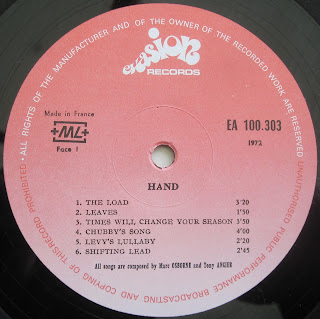 evasion
RECORDS
ALL RIGHTS OF THE MANUFACTURER AND OF THE OWNER OF THE RECORDED WORK ARE RESERVED
UNAUTHORISED PUBLIC PERFORMANCE BROADCASTING AND COPYING OF THIS RECORD PROHIBITED •
Made in France
+ML+
Face 1
EA 100.303
1972
HAND
1. THE LOAD 3'20
2. LEAVES 1'50
3. TIMES WILL CHANGE YOUR SEASON 3'50
4. CHUBBY'S SONG 4'00
5. LEVY'S LULLABY 2'20
6. SHIFTING LEAD 2'45
All songs are composed by Marc OSBORNE and Tony ANGIER